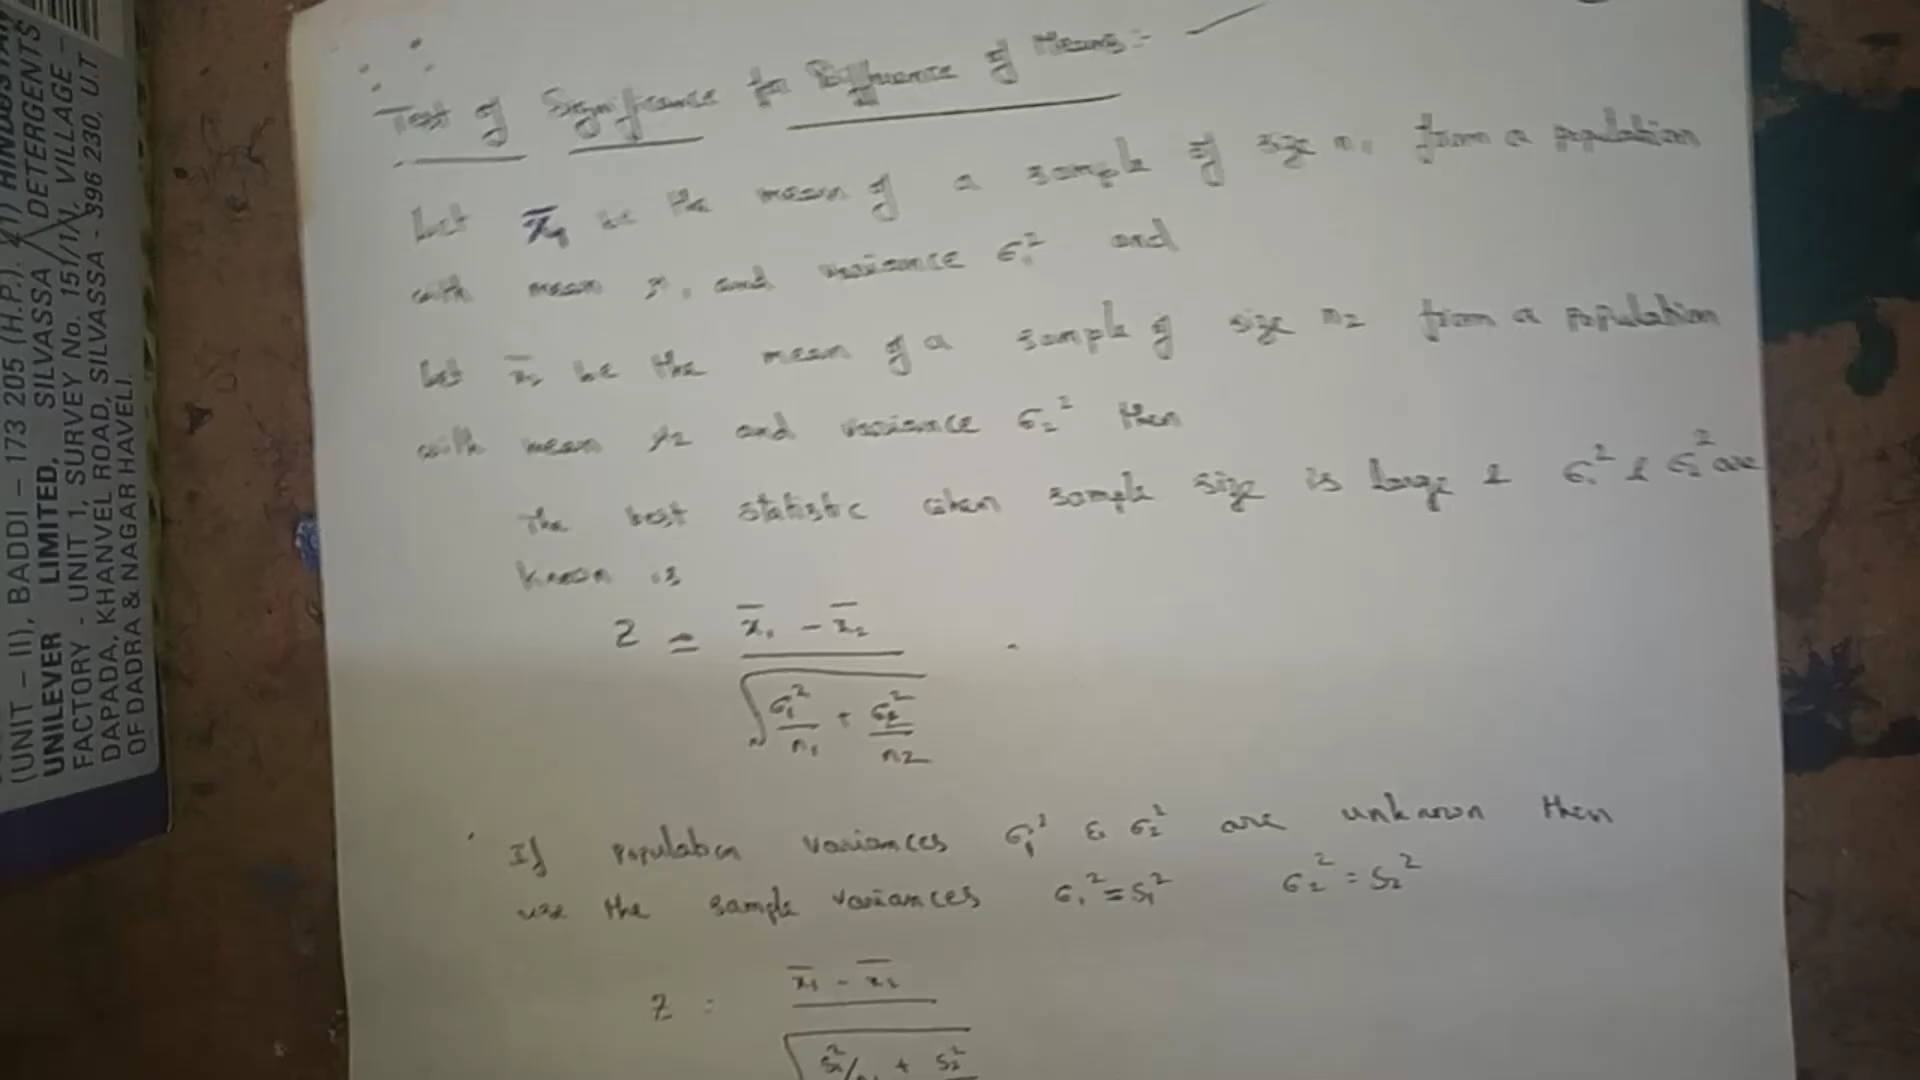 (UNIT – II), BADDI – 173 205 (H.P.). (1) HINDUSTAN
UNILEVER LIMITED, SILVASSA DETERGENTS
FACTORY - UNIT 1, SURVEY No. 151/1/1, VILLAGE -
DAPADA, KHANVEL ROAD, SILVASSA - 396 230, U.T
OF DADRA & NAGAR HAVELI.
Test of Significance for Difference of Means:-
Let x̄₁ be the mean of a sample of size n₁ from a population
with mean μ₁ and variance σ₁² and
Let x̄₂ be the mean of a sample of size n₂ from a population
with mean μ₂ and variance σ₂² then
The test statistic when sample size is large & σ₁² & σ₂² are
known is
Z = (x̄₁ - x̄₂) / √(σ₁²/n₁ + σ₂²/n₂)
If population variances σ₁² & σ₂² are unknown then
use the sample variances σ₁² = S₁² σ₂² = S₂²
Z = x̄₁ - x̄₂
√ S₁²/n₁ + S₂²